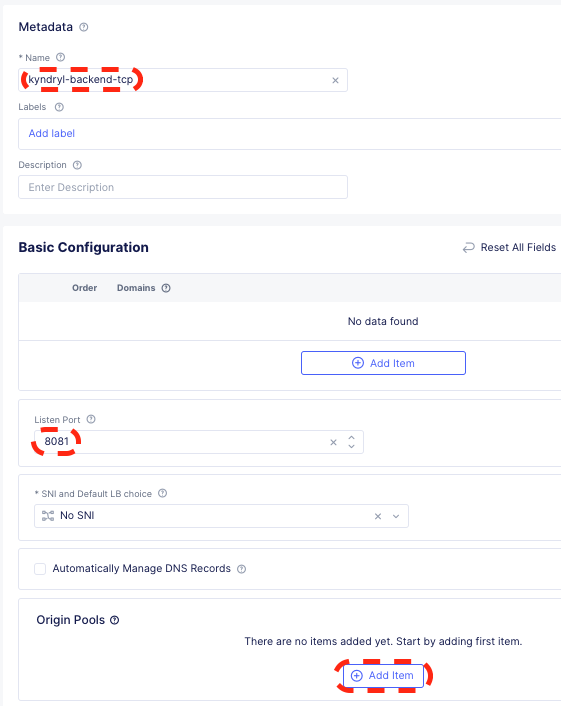 Metadata
* Name
kyndryl-backend-tcp
Labels
Add label
Description
Enter Description
Basic Configuration
Reset All Fields
Order Domains
No data found
Add Item
Listen Port
8081
* SNI and Default LB choice
No SNI
Automatically Manage DNS Records
Origin Pools
There are no items added yet. Start by adding first item.
Add Item